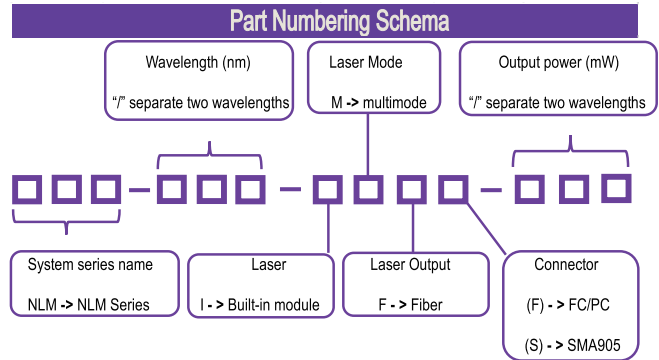 Part Numbering Schema
Wavelength (nm)
“/” separate two wavelengths
Laser Mode
M -> multimode
Output power (mW)
“/” separate two wavelengths
System series name
NLM -> NLM Series
Laser
I -> Built-in module
Laser Output
F -> Fiber
Connector
(F) - > FC/PC
(S) - > SMA905